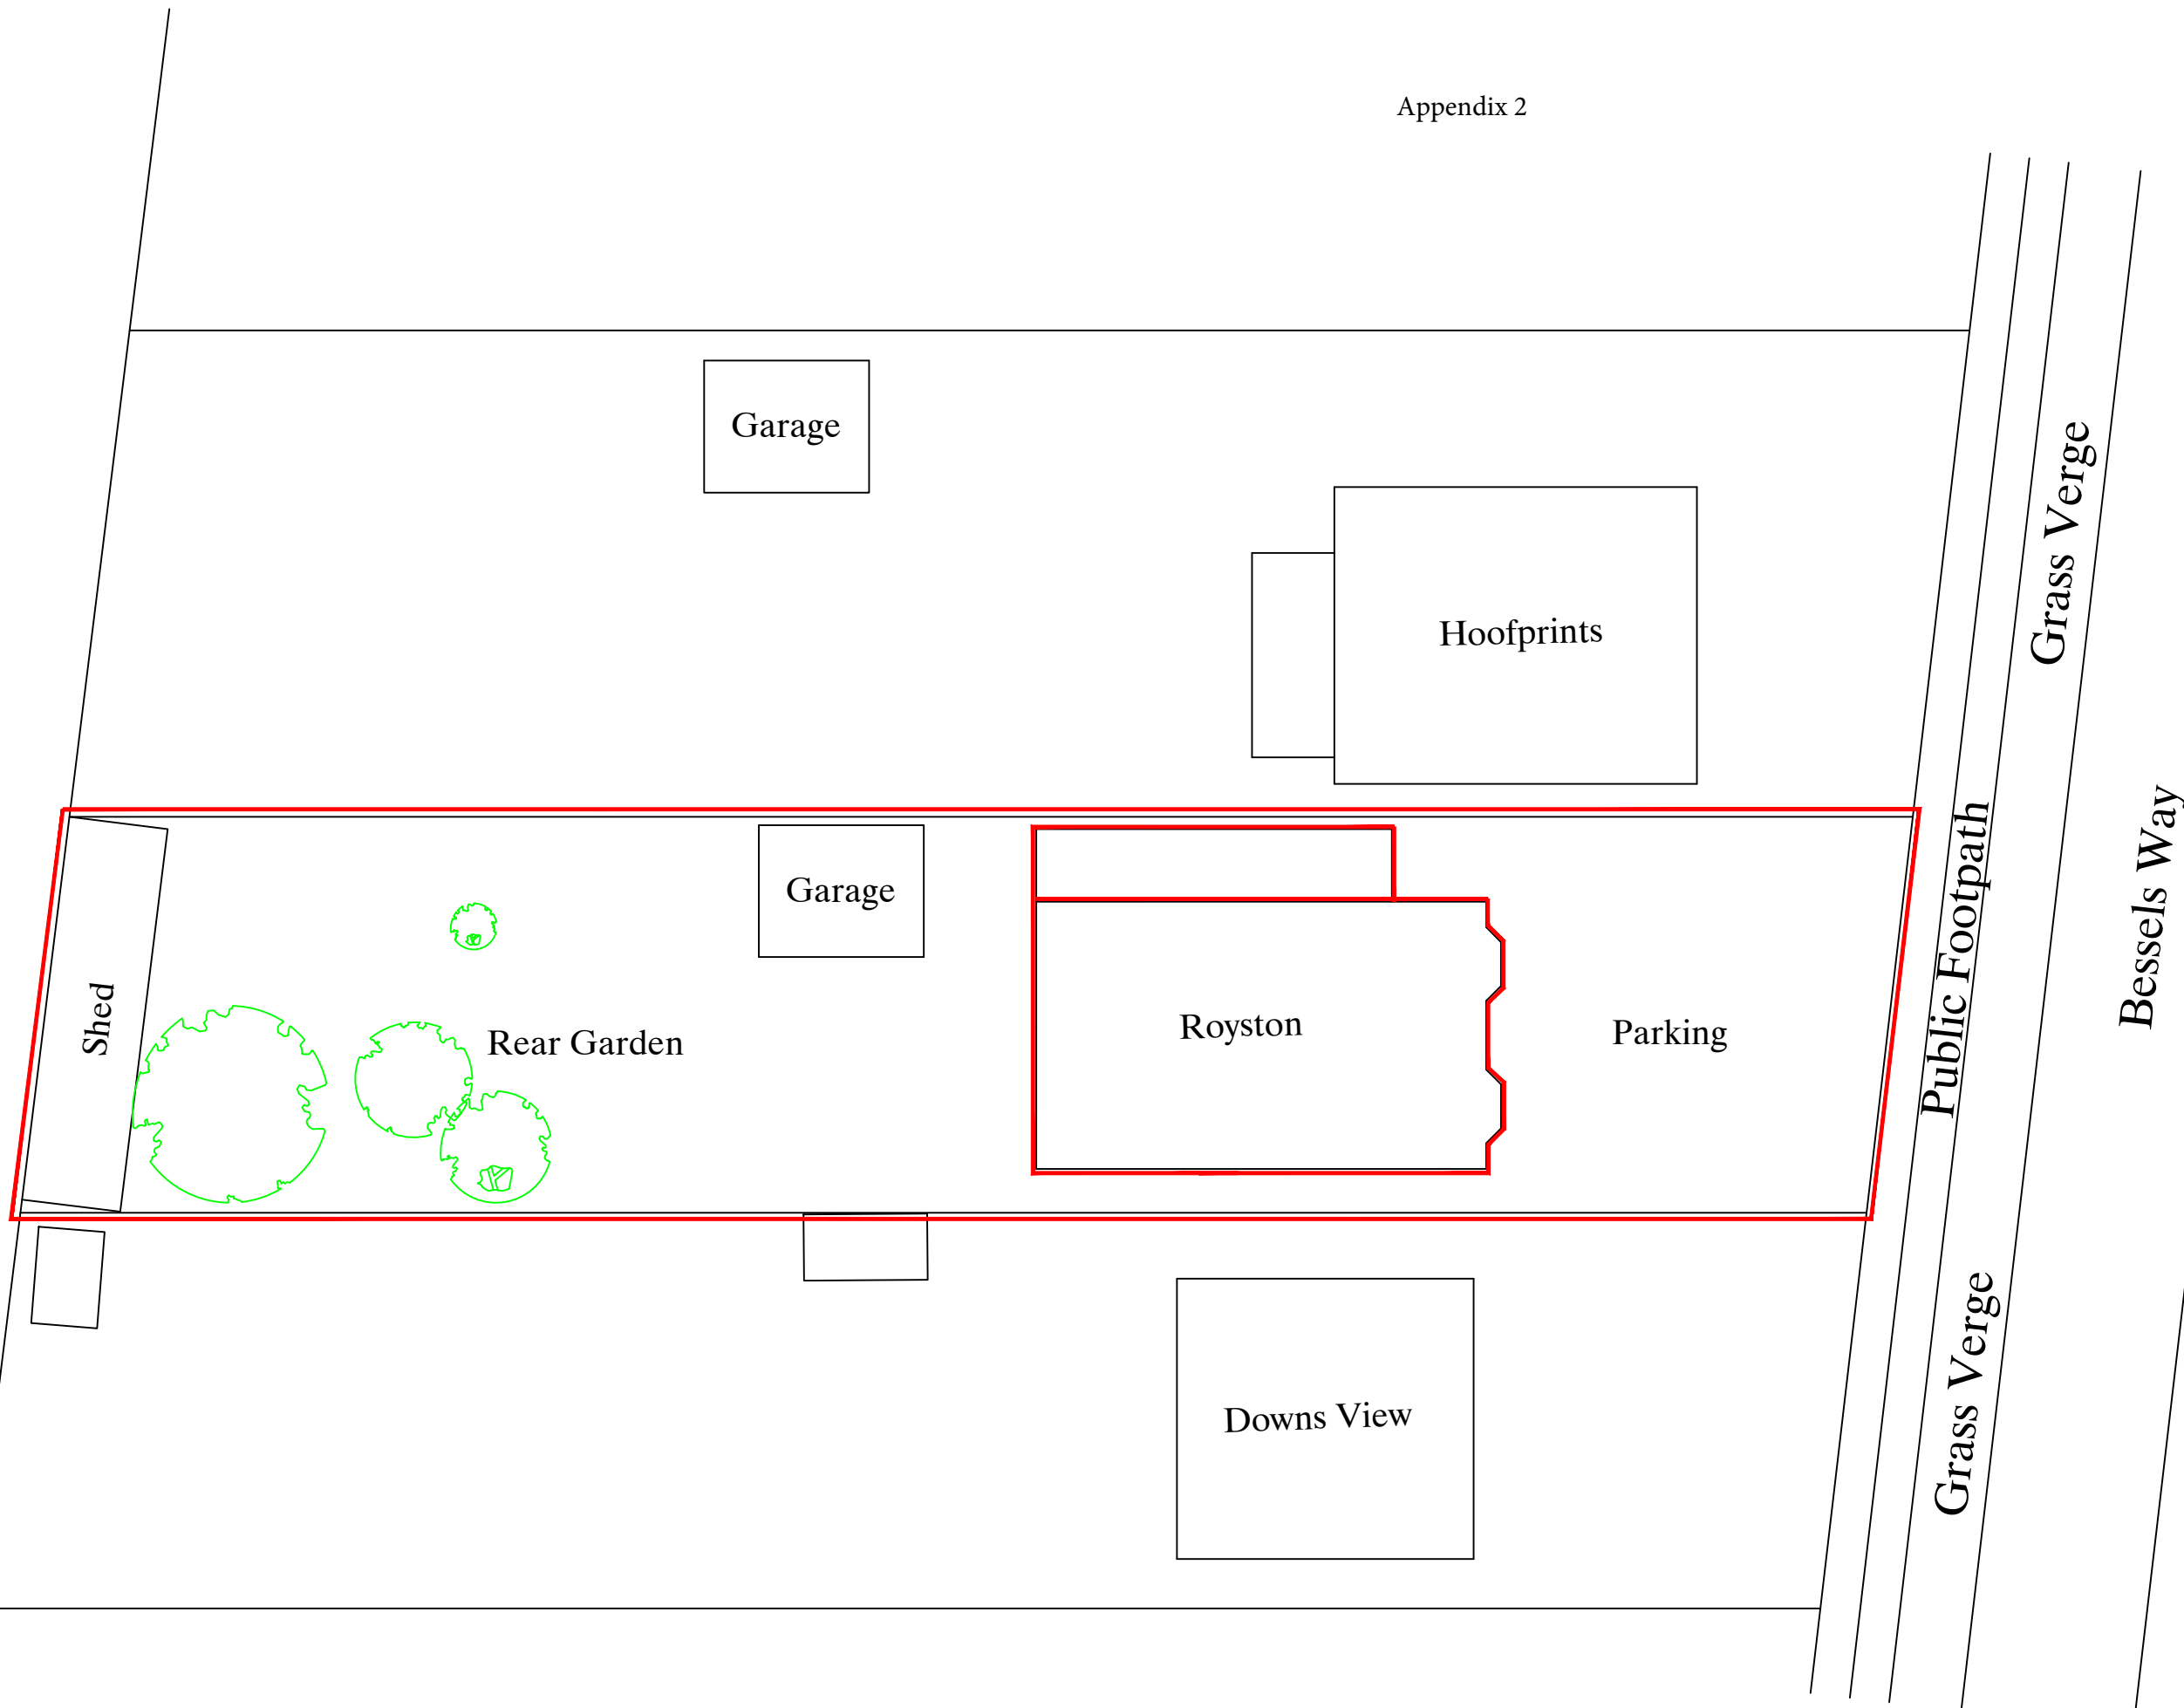 Appendix 2
Garage
Grass Verge
Hoofprints
Garage
Shed
Rear Garden
Royston
Parking
Public Footpath
Bessels Way
Grass Verge
Downs View